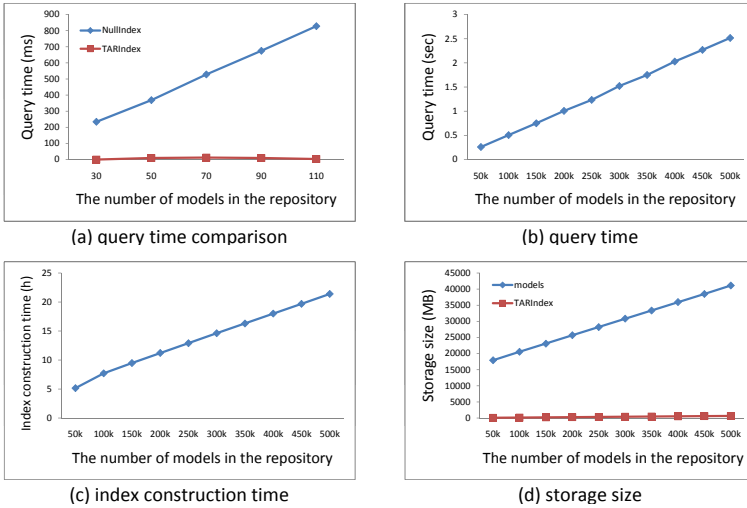 900
800
700
600
500
400
300
200
100
0
Query time (ms)
NullIndex
TARIndex
30 50 70 90 110
The number of models in the repository
(a) query time comparison
3
2.5
2
1.5
1
0.5
0
Query time (sec)
50k 100k 150k 200k 250k 300k 350k 400k 450k 500k
The number of models in the repository
(b) query time
25
20
15
10
5
0
Index construction time (h)
50k 100k 150k 200k 250k 300k 350k 400k 450k 500k
The number of models in the repository
(c) index construction time
45000
40000
35000
30000
25000
20000
15000
10000
5000
0
Storage size (MB)
models
TARIndex
50k 100k 150k 200k 250k 300k 350k 400k 450k 500k
The number of models in the repository
(d) storage size